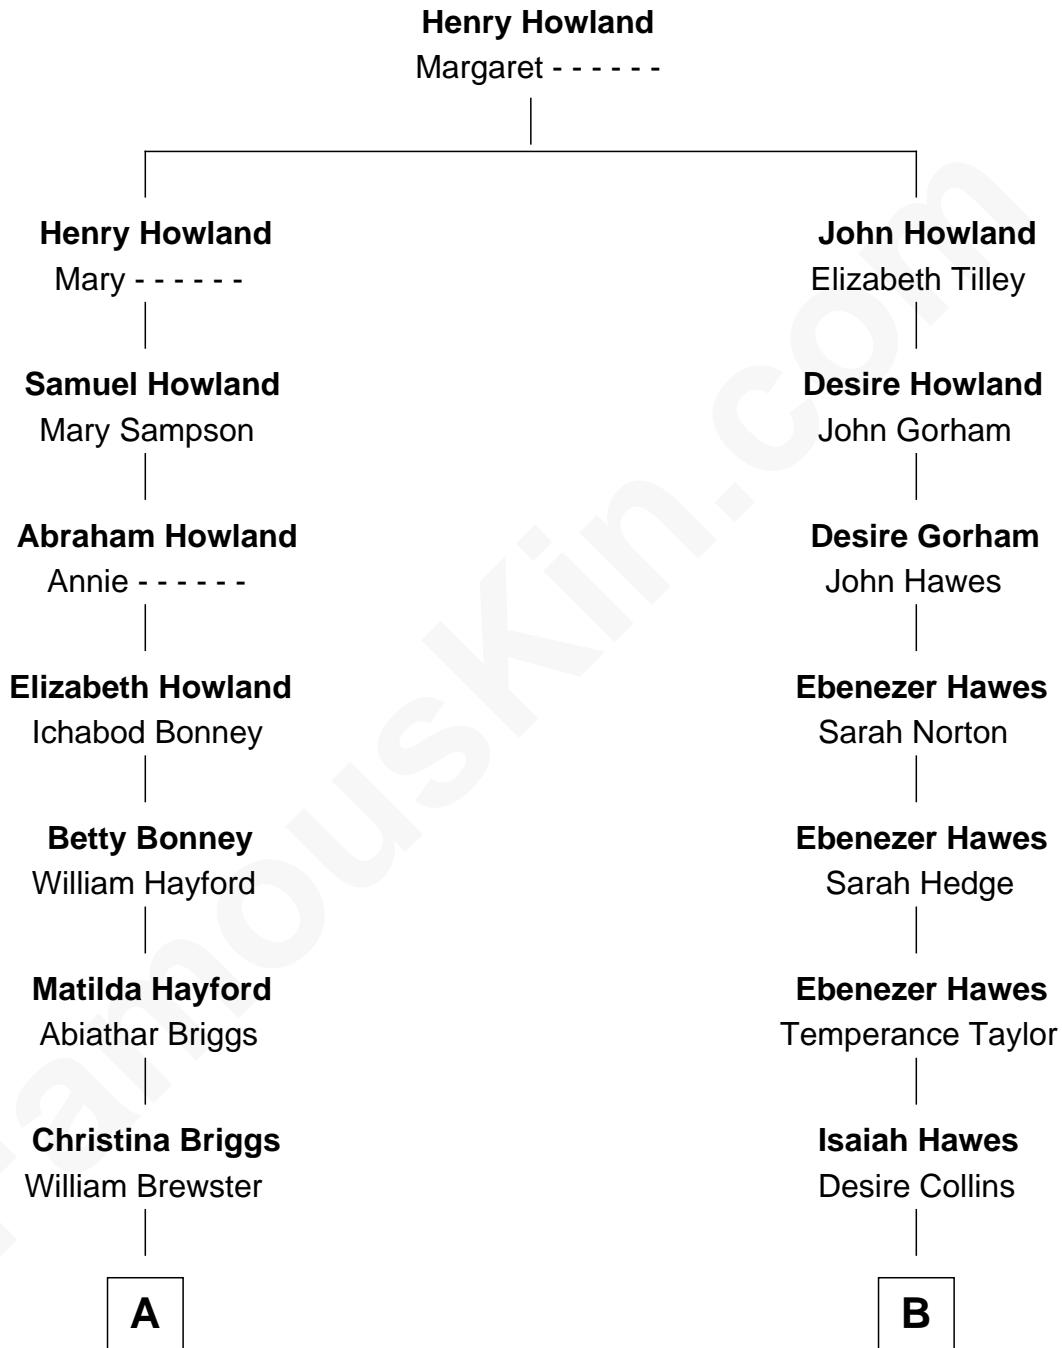 Henry Howland
Margaret - - - - - -
Henry Howland
Mary - - - - - -
Samuel Howland
Mary Sampson
Abraham Howland
Annie - - - - - -
Elizabeth Howland
Ichabod Bonney
Betty Bonney
William Hayford
Matilda Hayford
Abiathar Briggs
Christina Briggs
William Brewster
A
John Howland
Elizabeth Tilley
Desire Howland
John Gorham
Desire Gorham
John Hawes
Ebenezer Hawes
Sarah Norton
Ebenezer Hawes
Sarah Hedge
Ebenezer Hawes
Temperance Taylor
Isaiah Hawes
Desire Collins
B
FamousKin.com